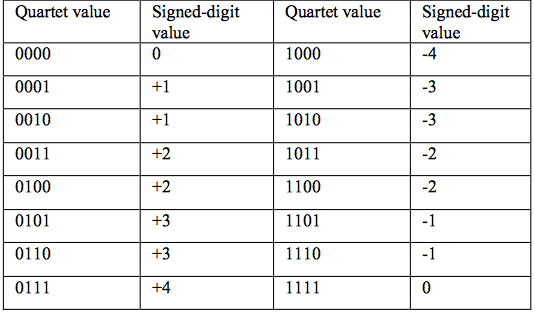 Quartet value Signed-digit value Quartet value Signed-digit value
0000 0 1000 -4
0001 +1 1001 -3
0010 +1 1010 -3
0011 +2 1011 -2
0100 +2 1100 -2
0101 +3 1101 -1
0110 +3 1110 -1
0111 +4 1111 0